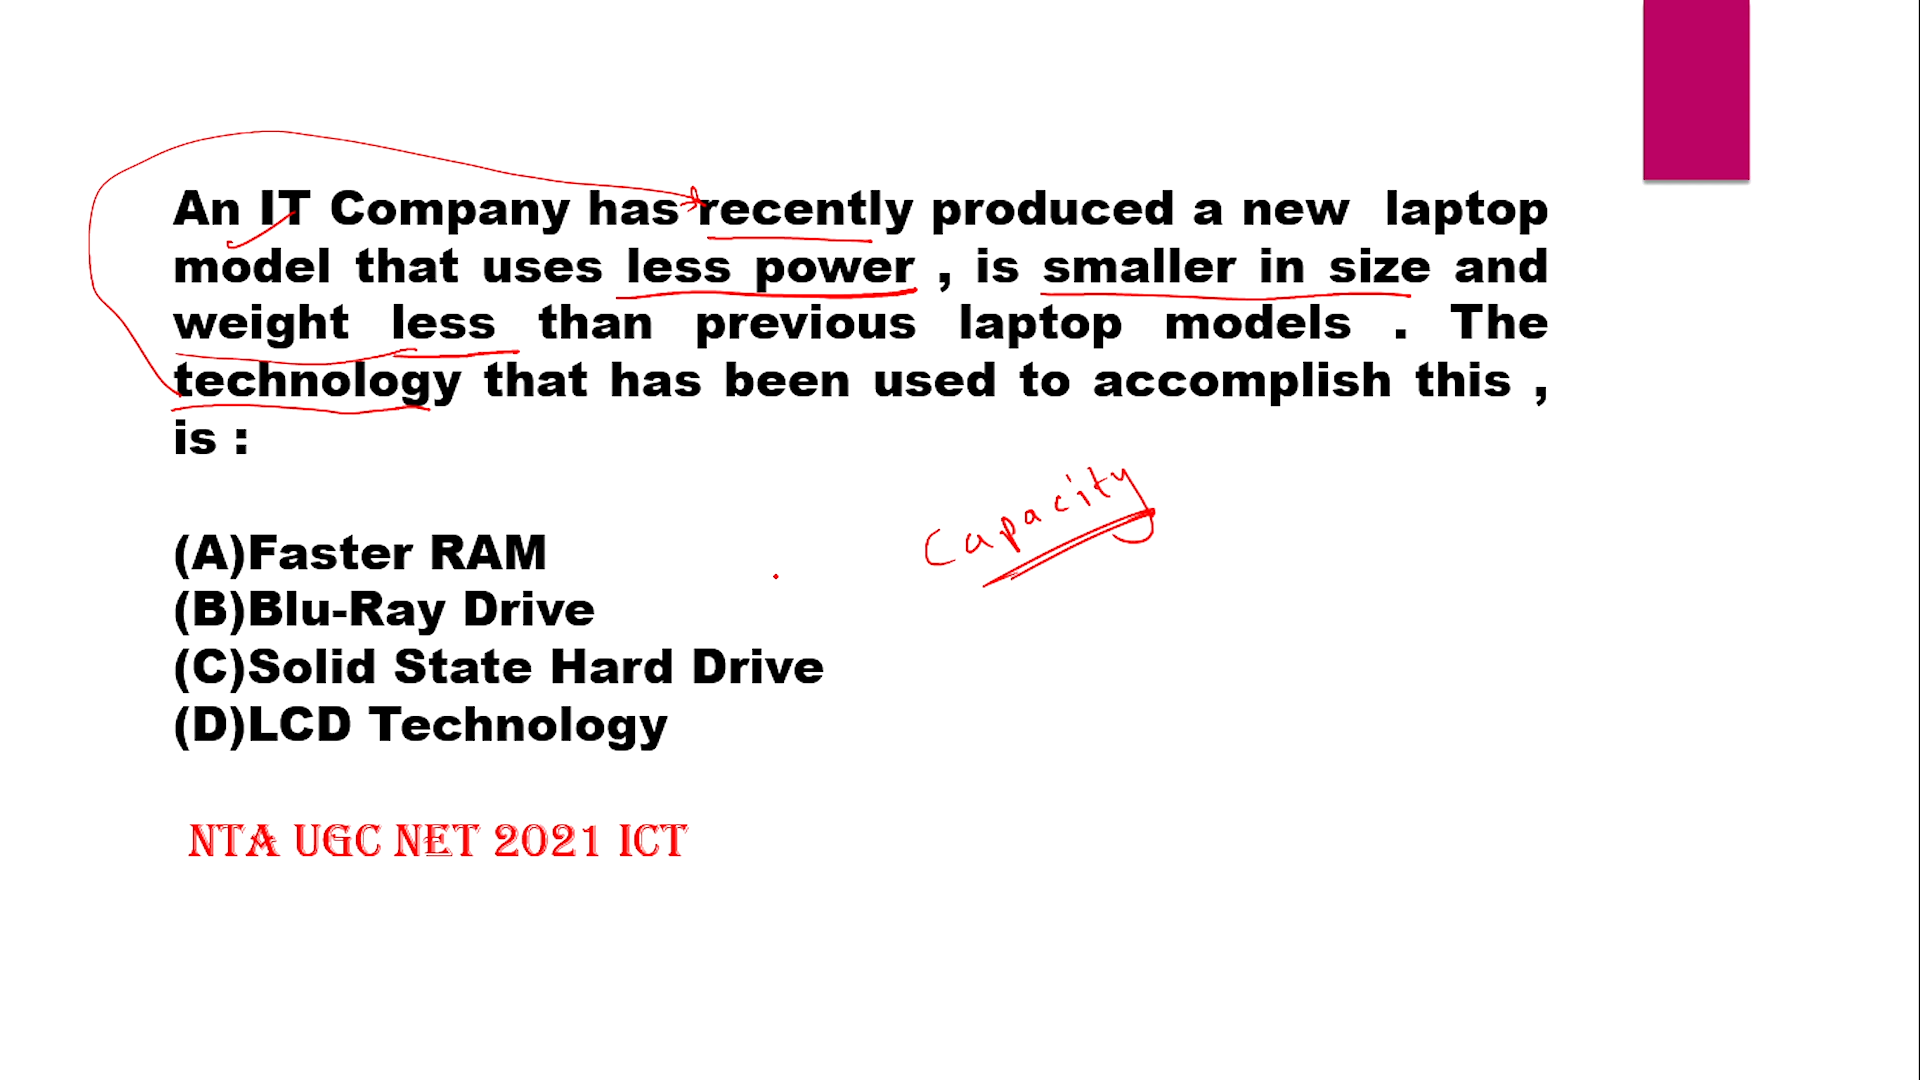 An IT Company has recently produced a new laptop
model that uses less power , is smaller in size and
weight less than previous laptop models . The
technology that has been used to accomplish this ,
is :
Capacity
(A)Faster RAM
(B)Blu-Ray Drive
(C)Solid State Hard Drive
(D)LCD Technology
NTA UGC NET 2021 ICT